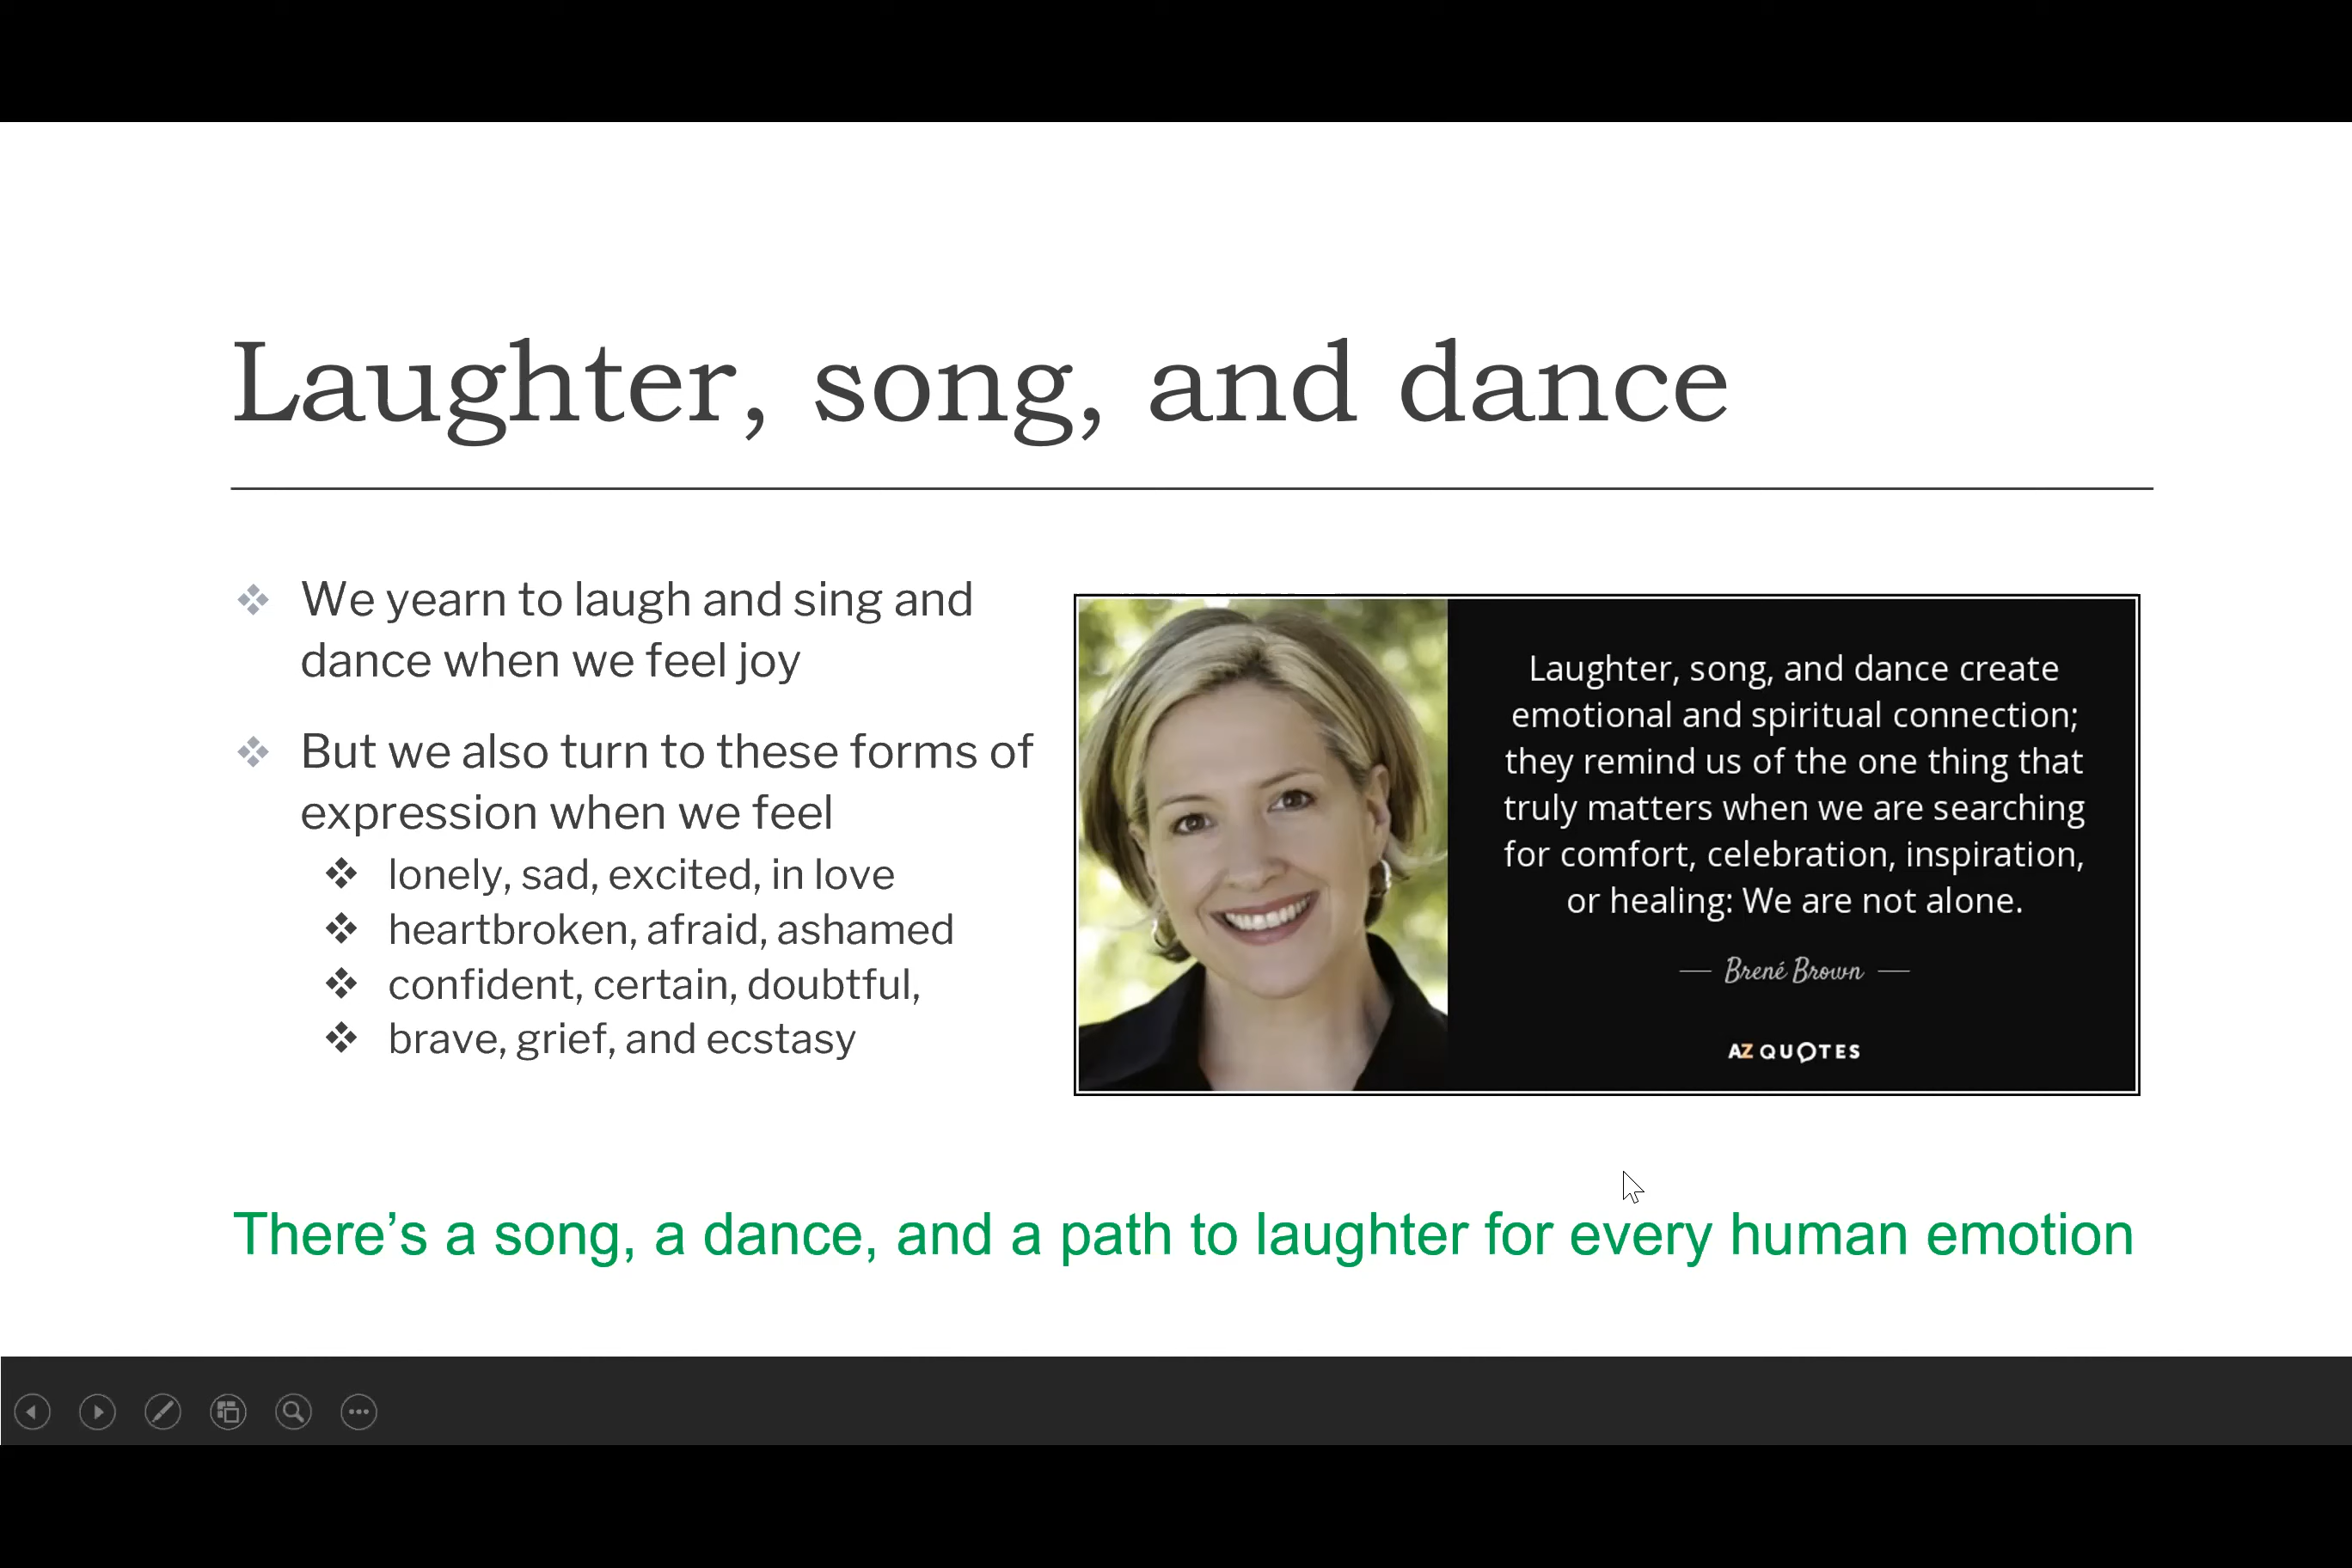 Laughter, song, and dance
We yearn to laugh and sing and
dance when we feel joy
But we also turn to these forms of
expression when we feel
lonely, sad, excited, in love
heartbroken, afraid, ashamed
confident, certain, doubtful,
brave, grief, and ecstasy
Laughter, song, and dance create
emotional and spiritual connection;
they remind us of the one thing that
truly matters when we are searching
for comfort, celebration, inspiration,
or healing: We are not alone.
— Brené Brown —
AZ QUOTES
There’s a song, a dance, and a path to laughter for every human emotion